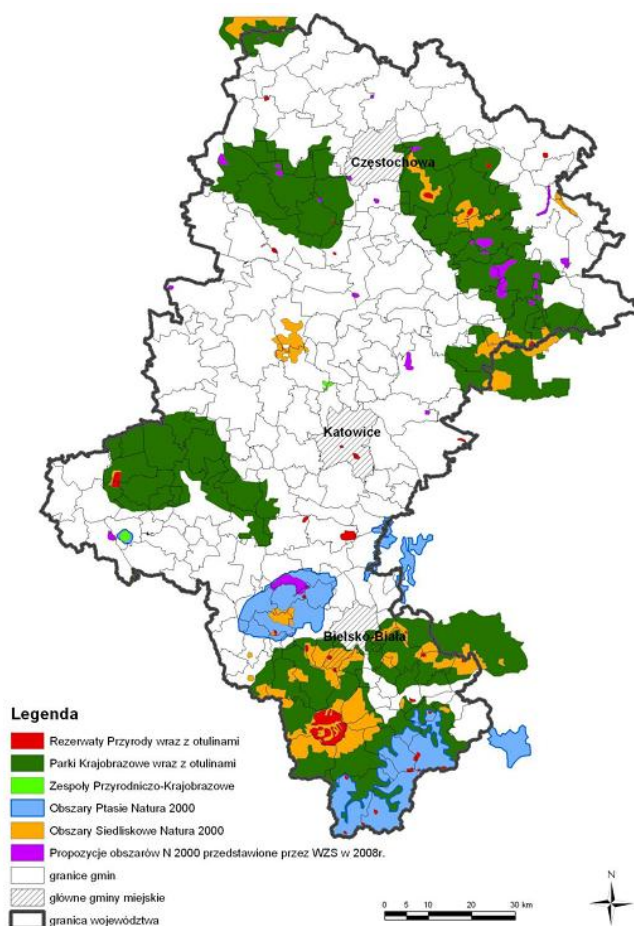 Częstochowa
Katowice
Bielsko-Biała
Legenda
Rezerwaty Przyrody wraz z otulinami
Parki Krajobrazowe wraz z otulinami
Zespoły Przyrodniczo-Krajobrazowe
Obszary Ptasie Natura 2000
Obszary Siedliskowe Natura 2000
Propozycje obszarów N 2000 przedstawione przez WZS w 2008r.
granice gmin
główne gminy miejskie
granica województwa
0 5 10 20 30 km
N